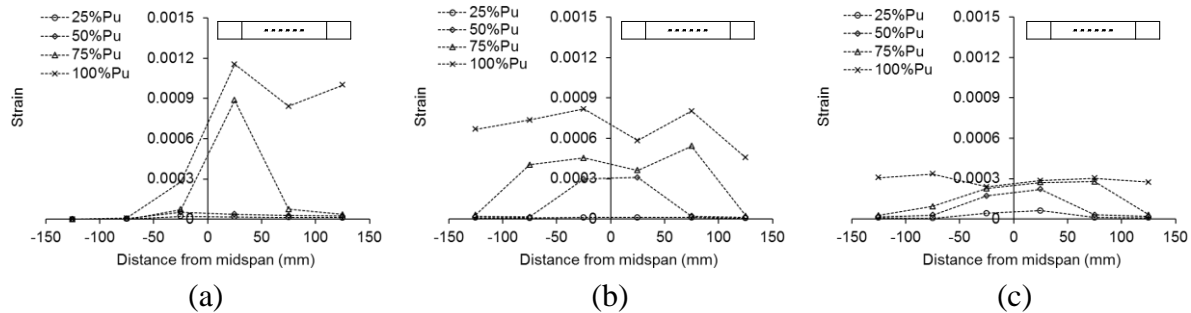 25%Pu
50%Pu
75%Pu
100%Pu
Strain
0.0015
0.0012
0.0009
0.0006
0.0003
0
-150 -100 -50 0 50 100 150
Distance from midspan (mm)
(a)
25%Pu
50%Pu
75%Pu
100%Pu
Strain
0.0015
0.0012
0.0009
0.0006
0.0003
0
-150 -100 -50 0 50 100 150
Distance from midspan (mm)
(b)
25%Pu
50%Pu
75%Pu
100%Pu
Strain
0.0015
0.0012
0.0009
0.0006
0.0003
0
-150 -100 -50 0 50 100 150
Distance from midspan (mm)
(c)